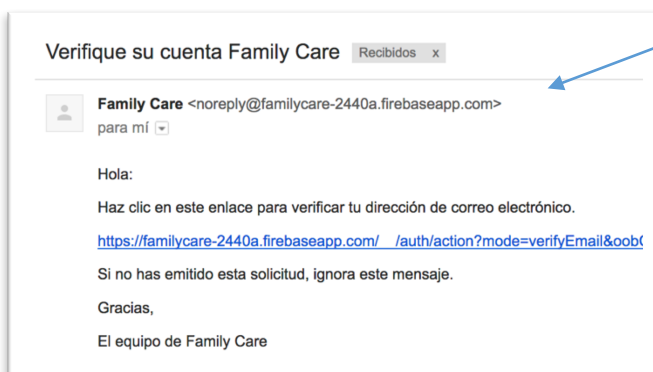 Verifique su cuenta Family Care Recibidos x
Family Care <noreply@familycare-2440a.firebaseapp.com>
para mí
Hola:
Haz clic en este enlace para verificar tu dirección de correo electrónico.
https://familycare-2440a.firebaseapp.com/__/auth/action?mode=verifyEmail&oob
Si no has emitido esta solicitud, ignora este mensaje.
Gracias,
El equipo de Family Care